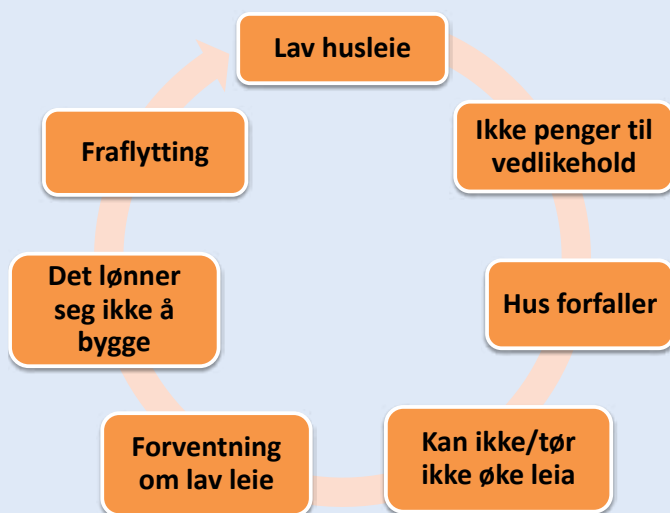 Lav husleie
Ikke penger til
vedlikehold
Hus forfaller
Kan ikke/tør
ikke øke leia
Forventning
om lav leie
Det lønner
seg ikke å
bygge
Fraflytting